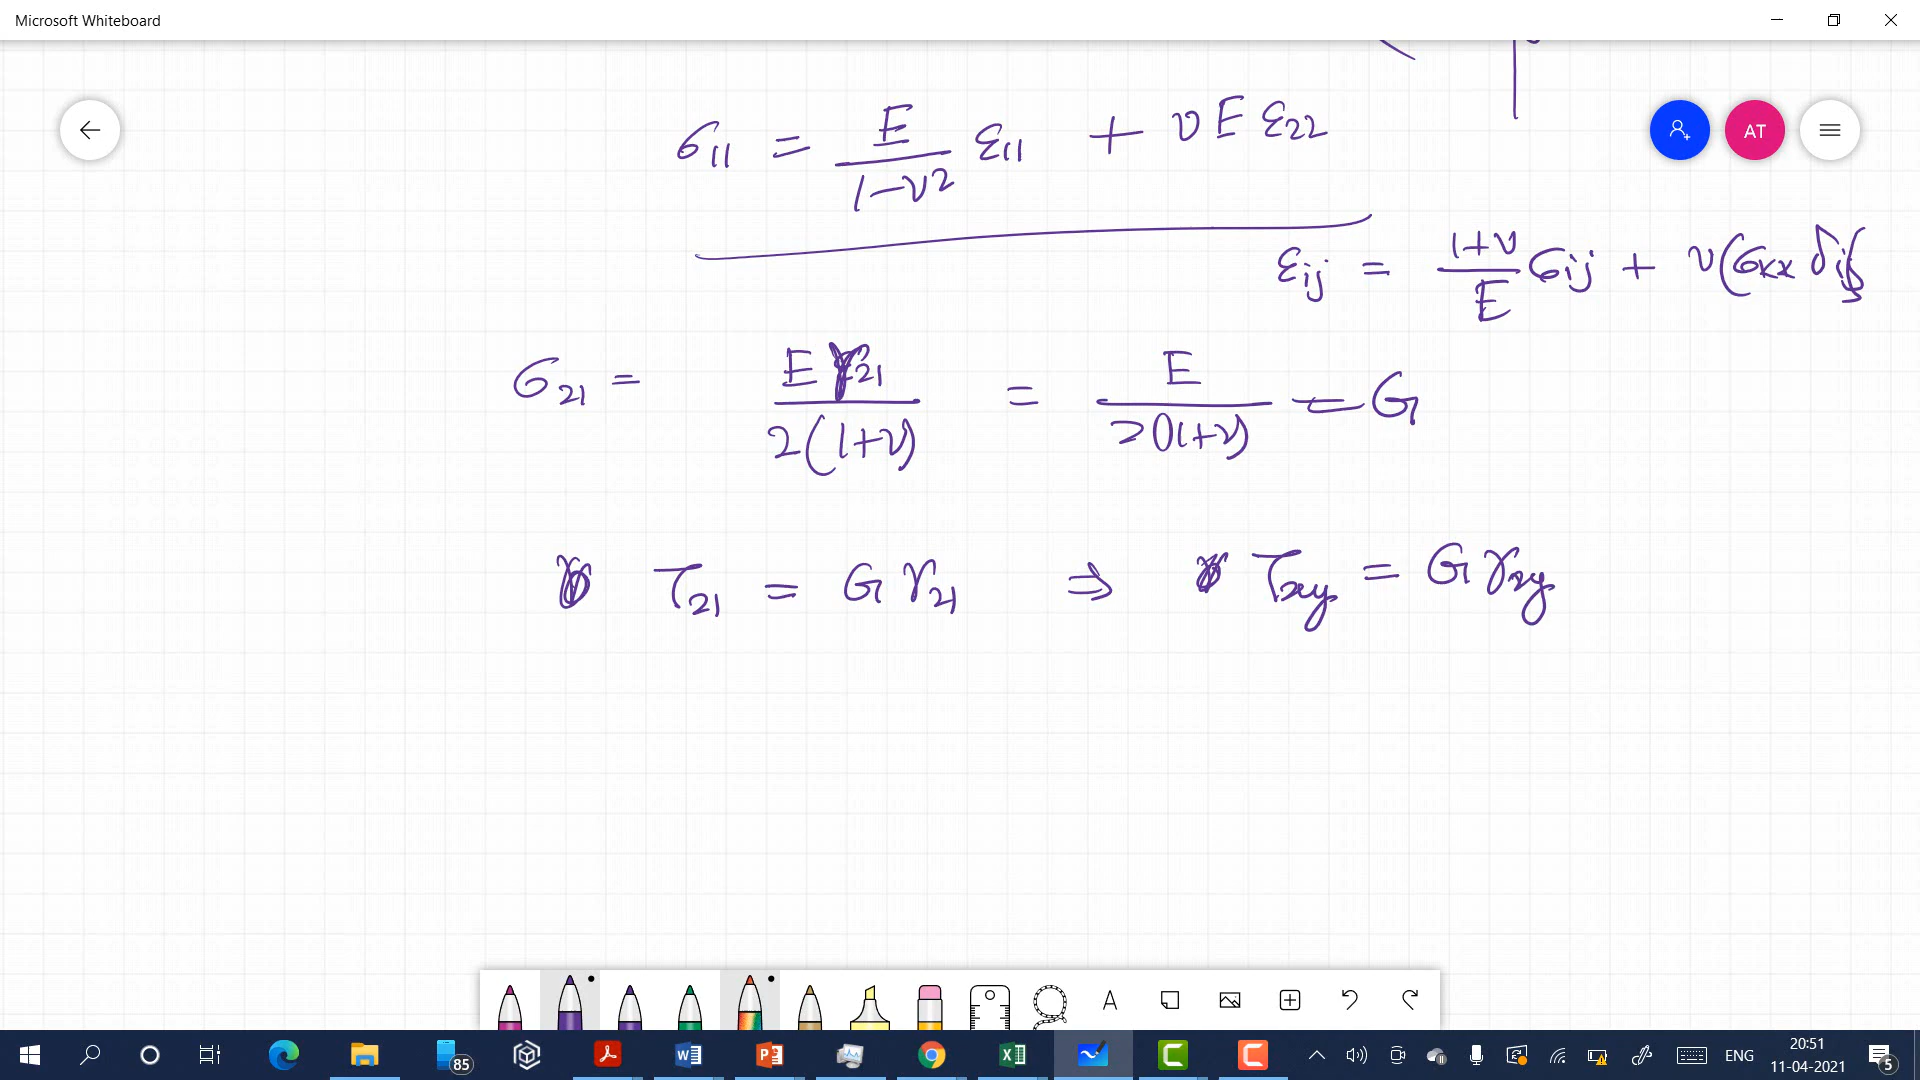 Microsoft Whiteboard
σ11 = E/(1-ν²) ε11 + ν E ε22
AT
εij = (1+ν)/E σij + ν(σkk δij)
σ21 = E γ21 / 2(1+ν) = E / 2(1+ν) = G
τ21 = G γ21 ⇒ τxy = G γxy
A
85
ENG
20:51
11-04-2021
5